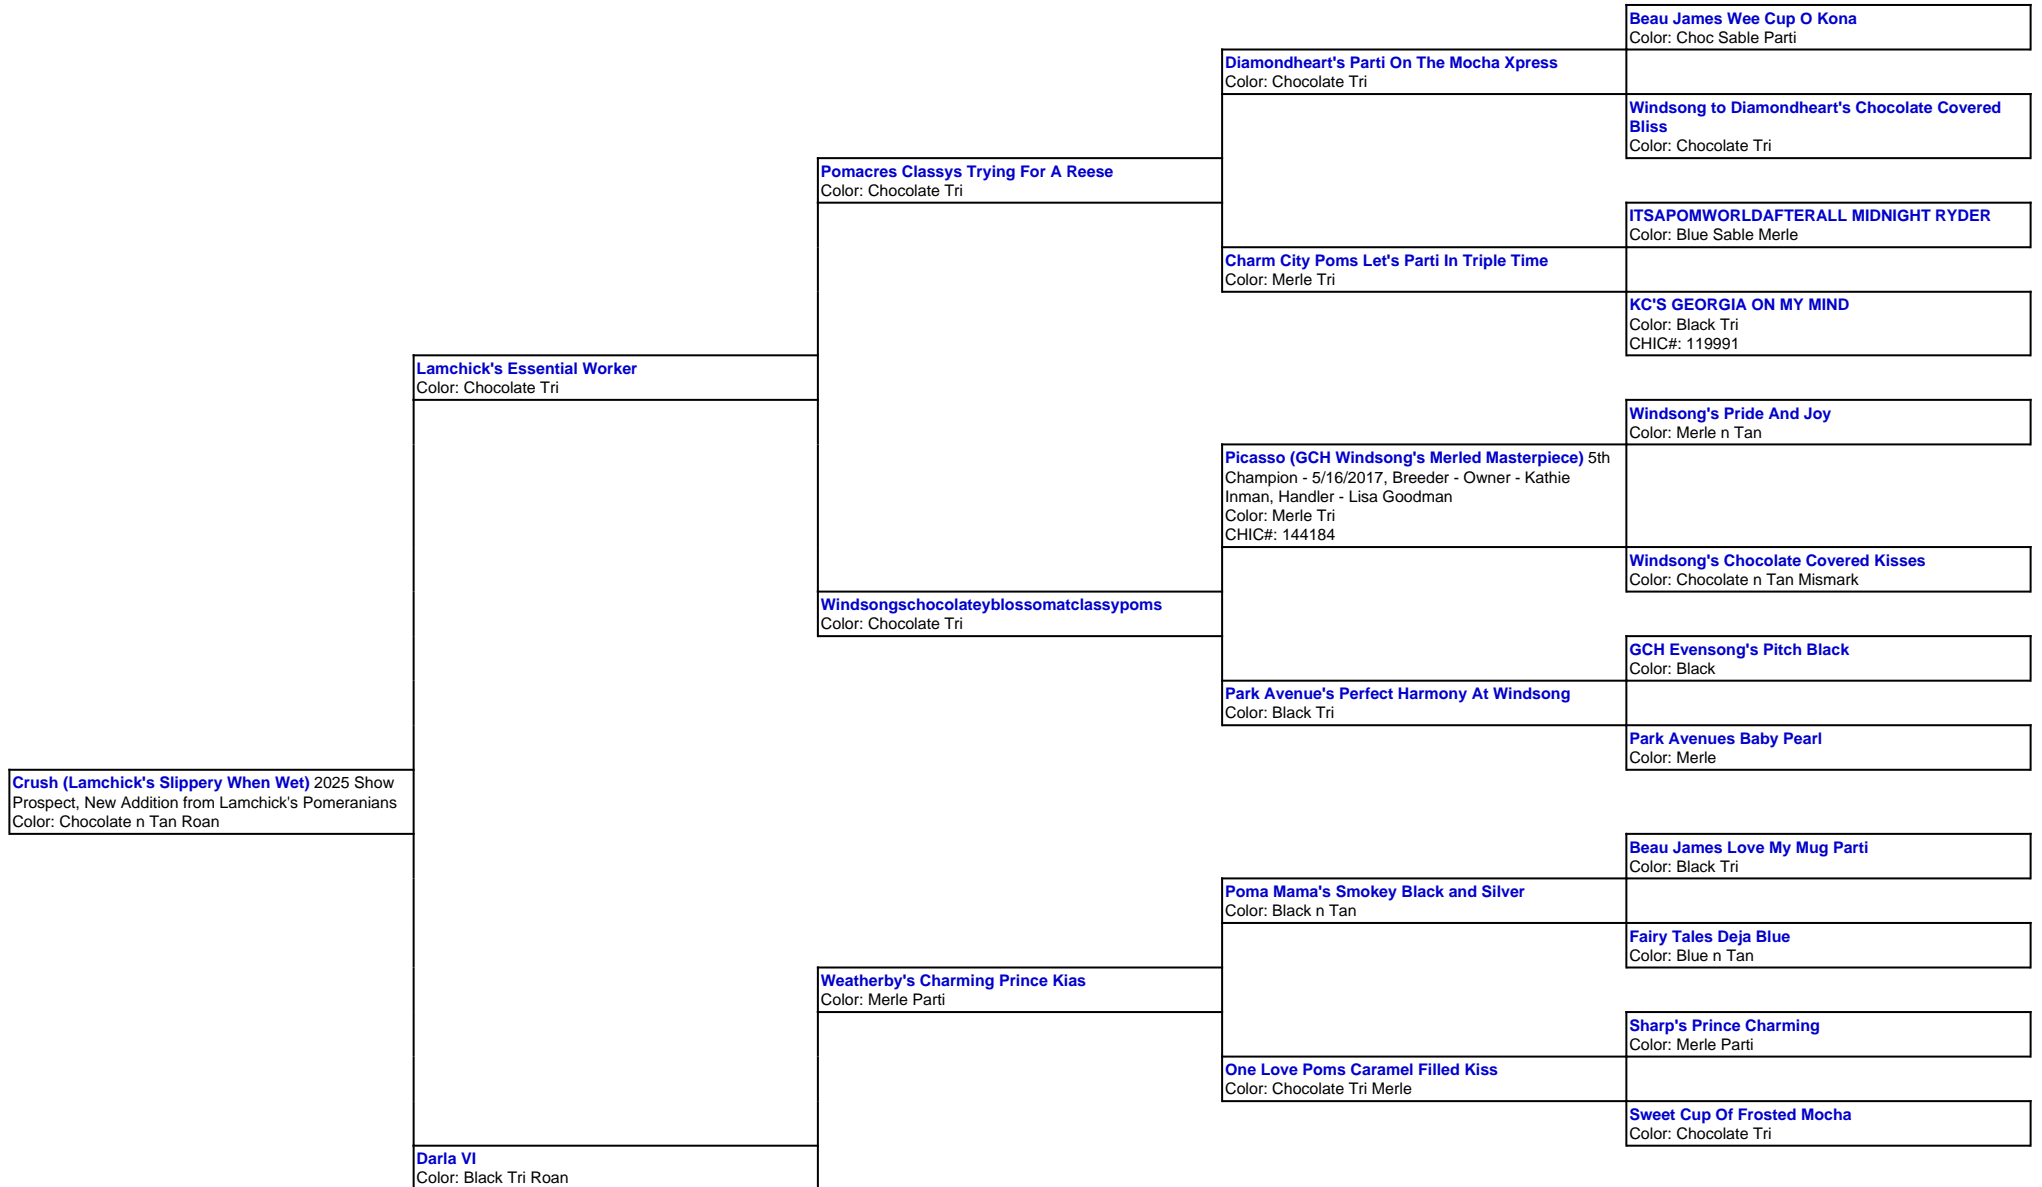 Beau James Wee Cup O Kona
Color: Choc Sable Parti
Diamondheart's Parti On The Mocha Xpress
Color: Chocolate Tri
Windsong to Diamondheart's Chocolate Covered
Bliss
Color: Chocolate Tri
Pomacres Classys Trying For A Reese
Color: Chocolate Tri
ITSAPOMWORLDAFTERALL MIDNIGHT RYDER
Color: Blue Sable Merle
Charm City Poms Let's Parti In Triple Time
Color: Merle Tri
KC'S GEORGIA ON MY MIND
Color: Black Tri
CHIC#: 119991
Lamchick's Essential Worker
Color: Chocolate Tri
Windsong's Pride And Joy
Color: Merle n Tan
Picasso (GCH Windsong's Merled Masterpiece) 5th
Champion - 5/16/2017, Breeder - Owner - Kathie
Inman, Handler - Lisa Goodman
Color: Merle Tri
CHIC#: 144184
Windsong's Chocolate Covered Kisses
Color: Chocolate n Tan Mismark
Windsongschocolateyblossomatclassypoms
Color: Chocolate Tri
GCH Evensong's Pitch Black
Color: Black
Park Avenue's Perfect Harmony At Windsong
Color: Black Tri
Park Avenues Baby Pearl
Color: Merle
Crush (Lamchick's Slippery When Wet) 2025 Show
Prospect, New Addition from Lamchick's Pomeranians
Color: Chocolate n Tan Roan
Beau James Love My Mug Parti
Color: Black Tri
Poma Mama's Smokey Black and Silver
Color: Black n Tan
Fairy Tales Deja Blue
Color: Blue n Tan
Weatherby's Charming Prince Kias
Color: Merle Parti
Sharp's Prince Charming
Color: Merle Parti
One Love Poms Caramel Filled Kiss
Color: Chocolate Tri Merle
Sweet Cup Of Frosted Mocha
Color: Chocolate Tri
Darla VI
Color: Black Tri Roan